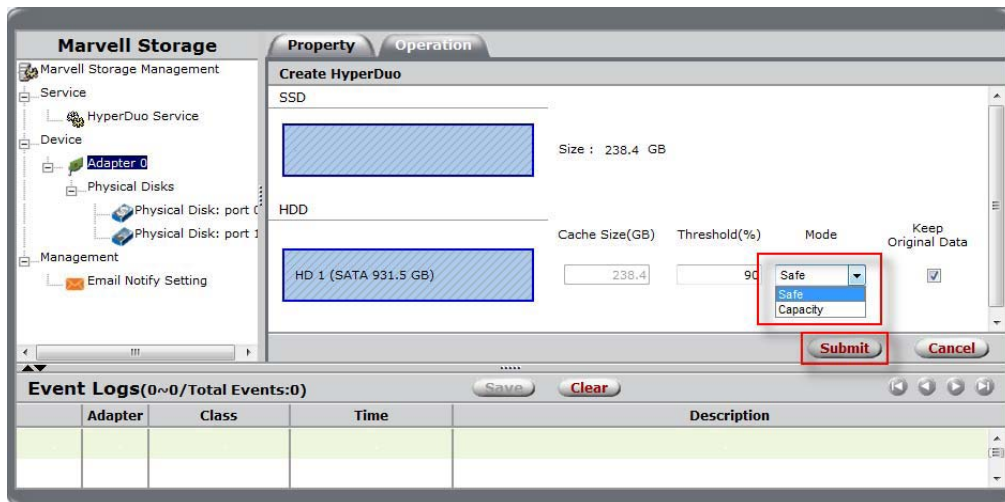 Marvell Storage
Marvell Storage Management
Service
HyperDuo Service
Device
Adapter 0
Physical Disks
Physical Disk: port 0
Physical Disk: port 1
Management
Email Notify Setting
Property
Operation
Create HyperDuo
SSD
Size : 238.4 GB
HDD
Cache Size(GB) Threshold(%) Mode Keep
Original Data
HD 1 (SATA 931.5 GB) 238.4 90 Safe
Safe
Capacity
Submit Cancel
Event Logs(0~0/Total Events:0) Save Clear
Adapter Class Time Description